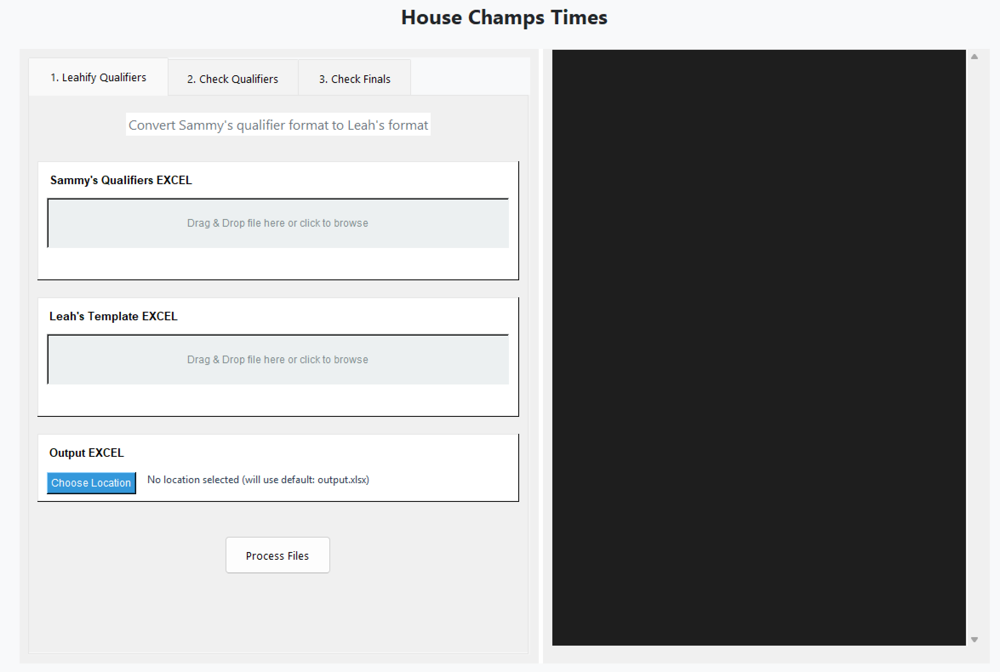 House Champs Times
1. Leahify Qualifiers
2. Check Qualifiers
3. Check Finals
Convert Sammy's qualifier format to Leah's format
Sammy's Qualifiers EXCEL
Drag & Drop file here or click to browse
Leah's Template EXCEL
Drag & Drop file here or click to browse
Output EXCEL
Choose Location
No location selected (will use default: output.xlsx)
Process Files